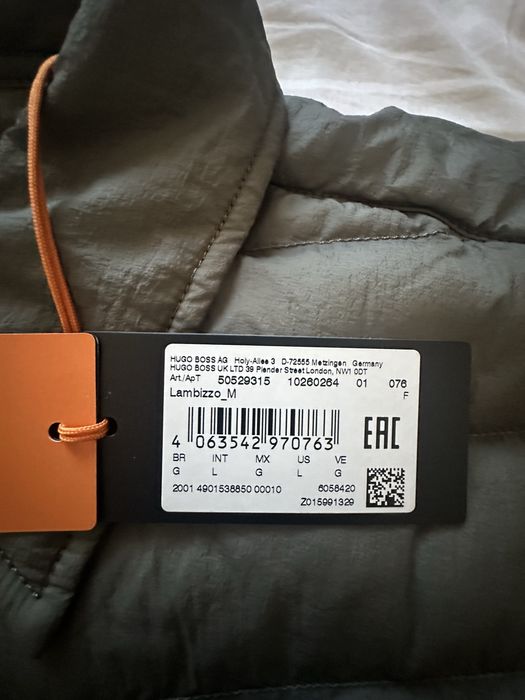 HUGO BOSS AG Holy-Allee 3 D-72555 Metzingen Germany
HUGO BOSS UK LTD 39 Plender Street London, NW1 0DT
Art./ApT 50529315 10260264 01 076
Lambizzo_M F
4 063542 970763
EAC
BR INT MX US VE
G L G L G
2001 4901538850 00010 6058420
Z015991329